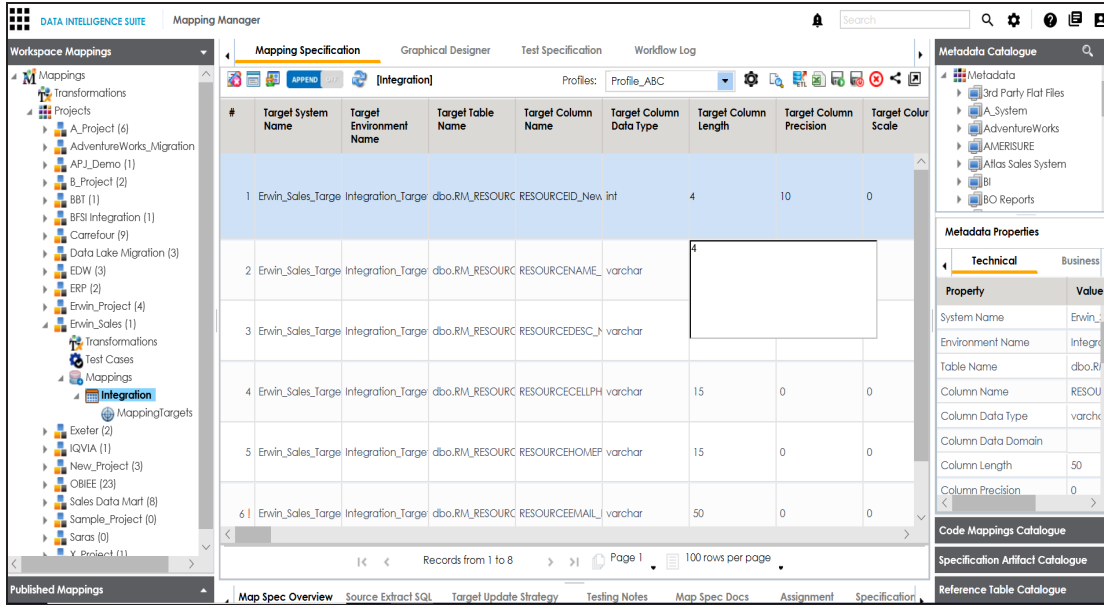 DATA INTELLIGENCE SUITE Mapping Manager Search
Workspace Mappings
Mappings
Transformations
Projects
A_Project (6)
AdventureWorks_Migration
APJ_Demo (1)
B_Project (2)
BBT (1)
BFSI Integration (1)
Carrefour (9)
Data Lake Migration (3)
EDW (3)
ERP (2)
Erwin_Project (4)
Erwin_Sales (1)
Transformations
Test Cases
Mappings
Integration
MappingTargets
Exeter (2)
IQVIA (1)
New_Project (3)
OBIEE (23)
Sales Data Mart (8)
Sample_Project (0)
Saras (0)
X_Project (1)
Published Mappings
Mapping Specification Graphical Designer Test Specification Workflow Log
APPEND OFF [Integration] Profiles: Profile_ABC ETL
# Target System Name Target Environment Name Target Table Name Target Column Name Target Column Data Type Target Column Length Target Column Precision Target Colur Scale
1 Erwin_Sales_Targe Integration_Targe dbo.RM_RESOURC RESOURCEID_New int 4 10 0
4
2 Erwin_Sales_Targe Integration_Targe dbo.RM_RESOURC RESOURCENAME_ varchar
3 Erwin_Sales_Targe Integration_Targe dbo.RM_RESOURC RESOURCEDESC_N varchar
4 Erwin_Sales_Targe Integration_Targe dbo.RM_RESOURC RESOURCECELLPH varchar 15 0 0
5 Erwin_Sales_Targe Integration_Targe dbo.RM_RESOURC RESOURCEHOMEP varchar 15 0 0
6 Erwin_Sales_Targe Integration_Targe dbo.RM_RESOURC RESOURCEEMAIL_ varchar 50 0 0
Records from 1 to 8 Page 1 100 rows per page
Map Spec Overview Source Extract SQL Target Update Strategy Testing Notes Map Spec Docs Assignment Specification
Metadata Catalogue
Metadata
3rd Party Flat Files
A_System
AdventureWorks
AMERISURE
Atlas Sales System
BI
BO Reports
Metadata Properties
Technical Business
Property Value
System Name Erwin_
Environment Name Integra
Table Name dbo.R
Column Name RESOU
Column Data Type varcha
Column Data Domain
Column Length 50
Column Precision 0
Code Mappings Catalogue
Specification Artifact Catalogue
Reference Table Catalogue